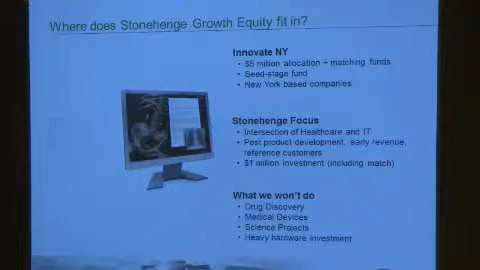 Where does Stonehenge Growth Equity fit in?
Innovate NY
• $5 million allocation + matching funds
• Seed-stage fund
• New York based companies
Stonehenge Focus
• Intersection of Healthcare and IT
• Post product development, early revenue,
reference customers
• $1 million investment (including match)
What we won't do
• Drug Discovery
• Medical Devices
• Science Projects
• Heavy hardware investment